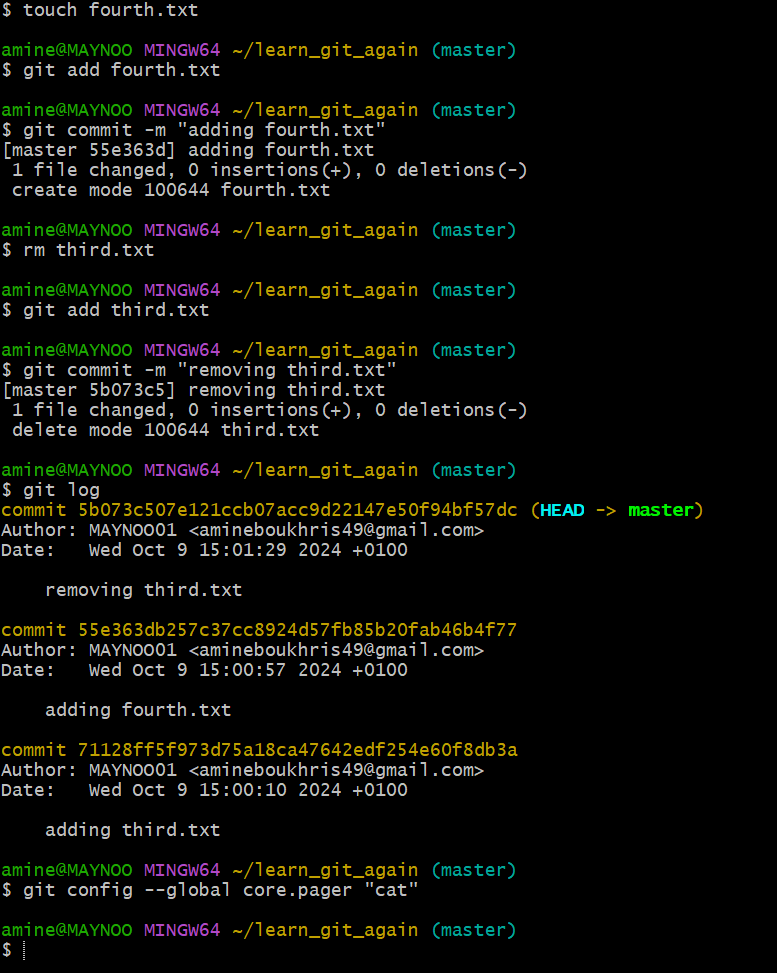 $ touch fourth.txt
amine@MAYNOO MINGW64 ~/learn_git_again (master)
$ git add fourth.txt
amine@MAYNOO MINGW64 ~/learn_git_again (master)
$ git commit -m "adding fourth.txt"
[master 55e363d] adding fourth.txt
 1 file changed, 0 insertions(+), 0 deletions(-)
 create mode 100644 fourth.txt
amine@MAYNOO MINGW64 ~/learn_git_again (master)
$ rm third.txt
amine@MAYNOO MINGW64 ~/learn_git_again (master)
$ git add third.txt
amine@MAYNOO MINGW64 ~/learn_git_again (master)
$ git commit -m "removing third.txt"
[master 5b073c5] removing third.txt
 1 file changed, 0 insertions(+), 0 deletions(-)
 delete mode 100644 third.txt
amine@MAYNOO MINGW64 ~/learn_git_again (master)
$ git log
commit 5b073c507e121ccb07acc9d22147e50f94bf57dc (HEAD -> master)
Author: MAYNOO01 <amineboukhris49@gmail.com>
Date:   Wed Oct 9 15:01:29 2024 +0100
    removing third.txt
commit 55e363db257c37cc8924d57fb85b20fab46b4f77
Author: MAYNOO01 <amineboukhris49@gmail.com>
Date:   Wed Oct 9 15:00:57 2024 +0100
    adding fourth.txt
commit 71128ff5f973d75a18ca47642edf254e60f8db3a
Author: MAYNOO01 <amineboukhris49@gmail.com>
Date:   Wed Oct 9 15:00:10 2024 +0100
    adding third.txt
amine@MAYNOO MINGW64 ~/learn_git_again (master)
$ git config --global core.pager "cat"
amine@MAYNOO MINGW64 ~/learn_git_again (master)
$